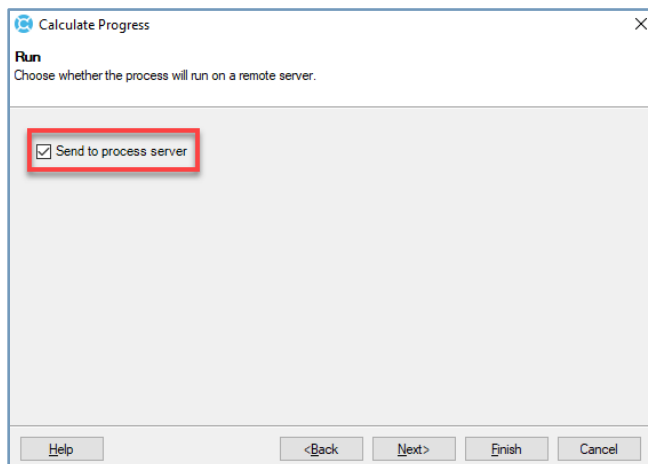 Calculate Progress
Run
Choose whether the process will run on a remote server.
Send to process server
Help
<Back
Next>
Finish
Cancel